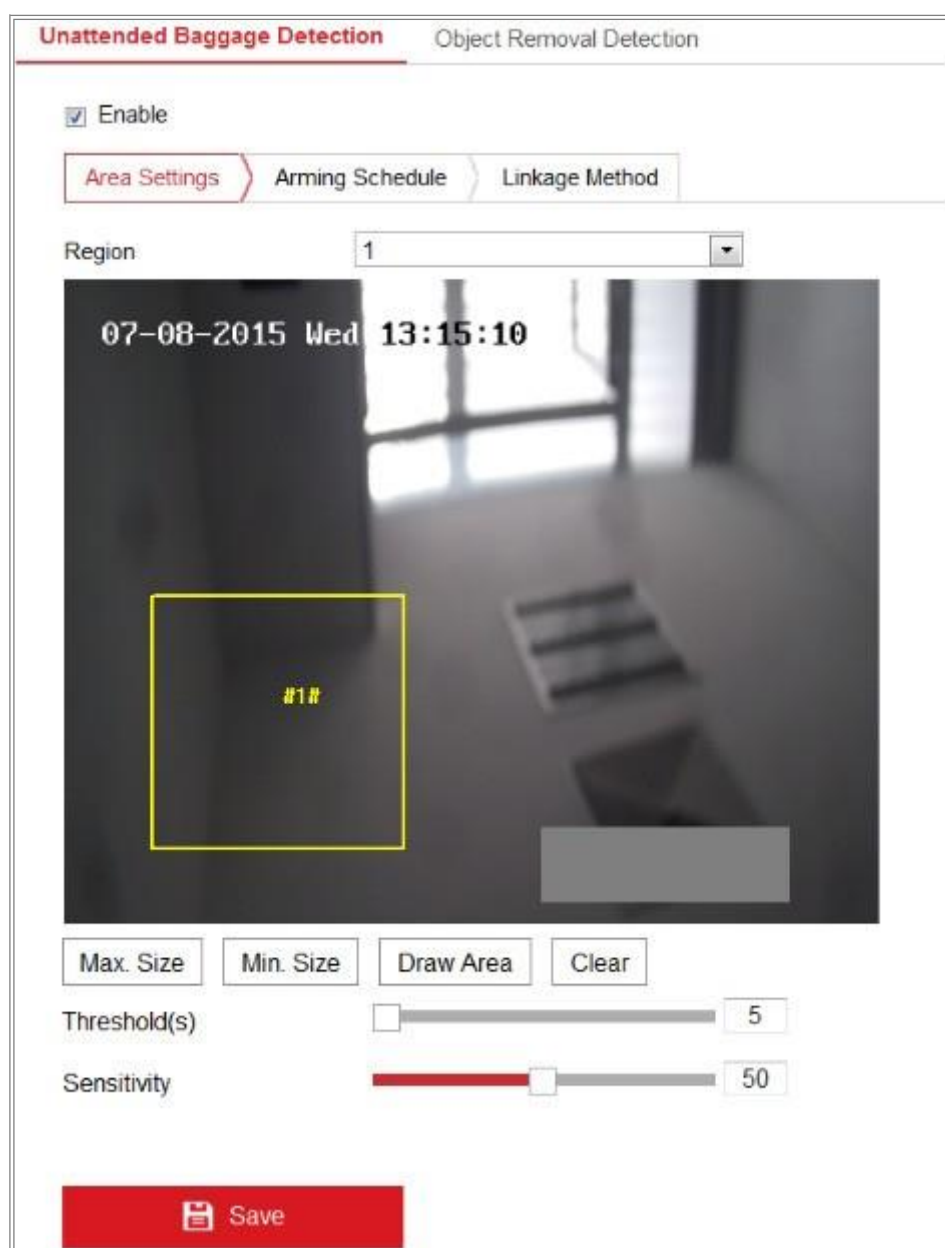 Unattended Baggage Detection Object Removal Detection
Enable
Area Settings Arming Schedule Linkage Method
Region 1
07-08-2015 Wed 13:15:10
#1#
Max. Size Min. Size Draw Area Clear
Threshold(s) 5
Sensitivity 50
Save